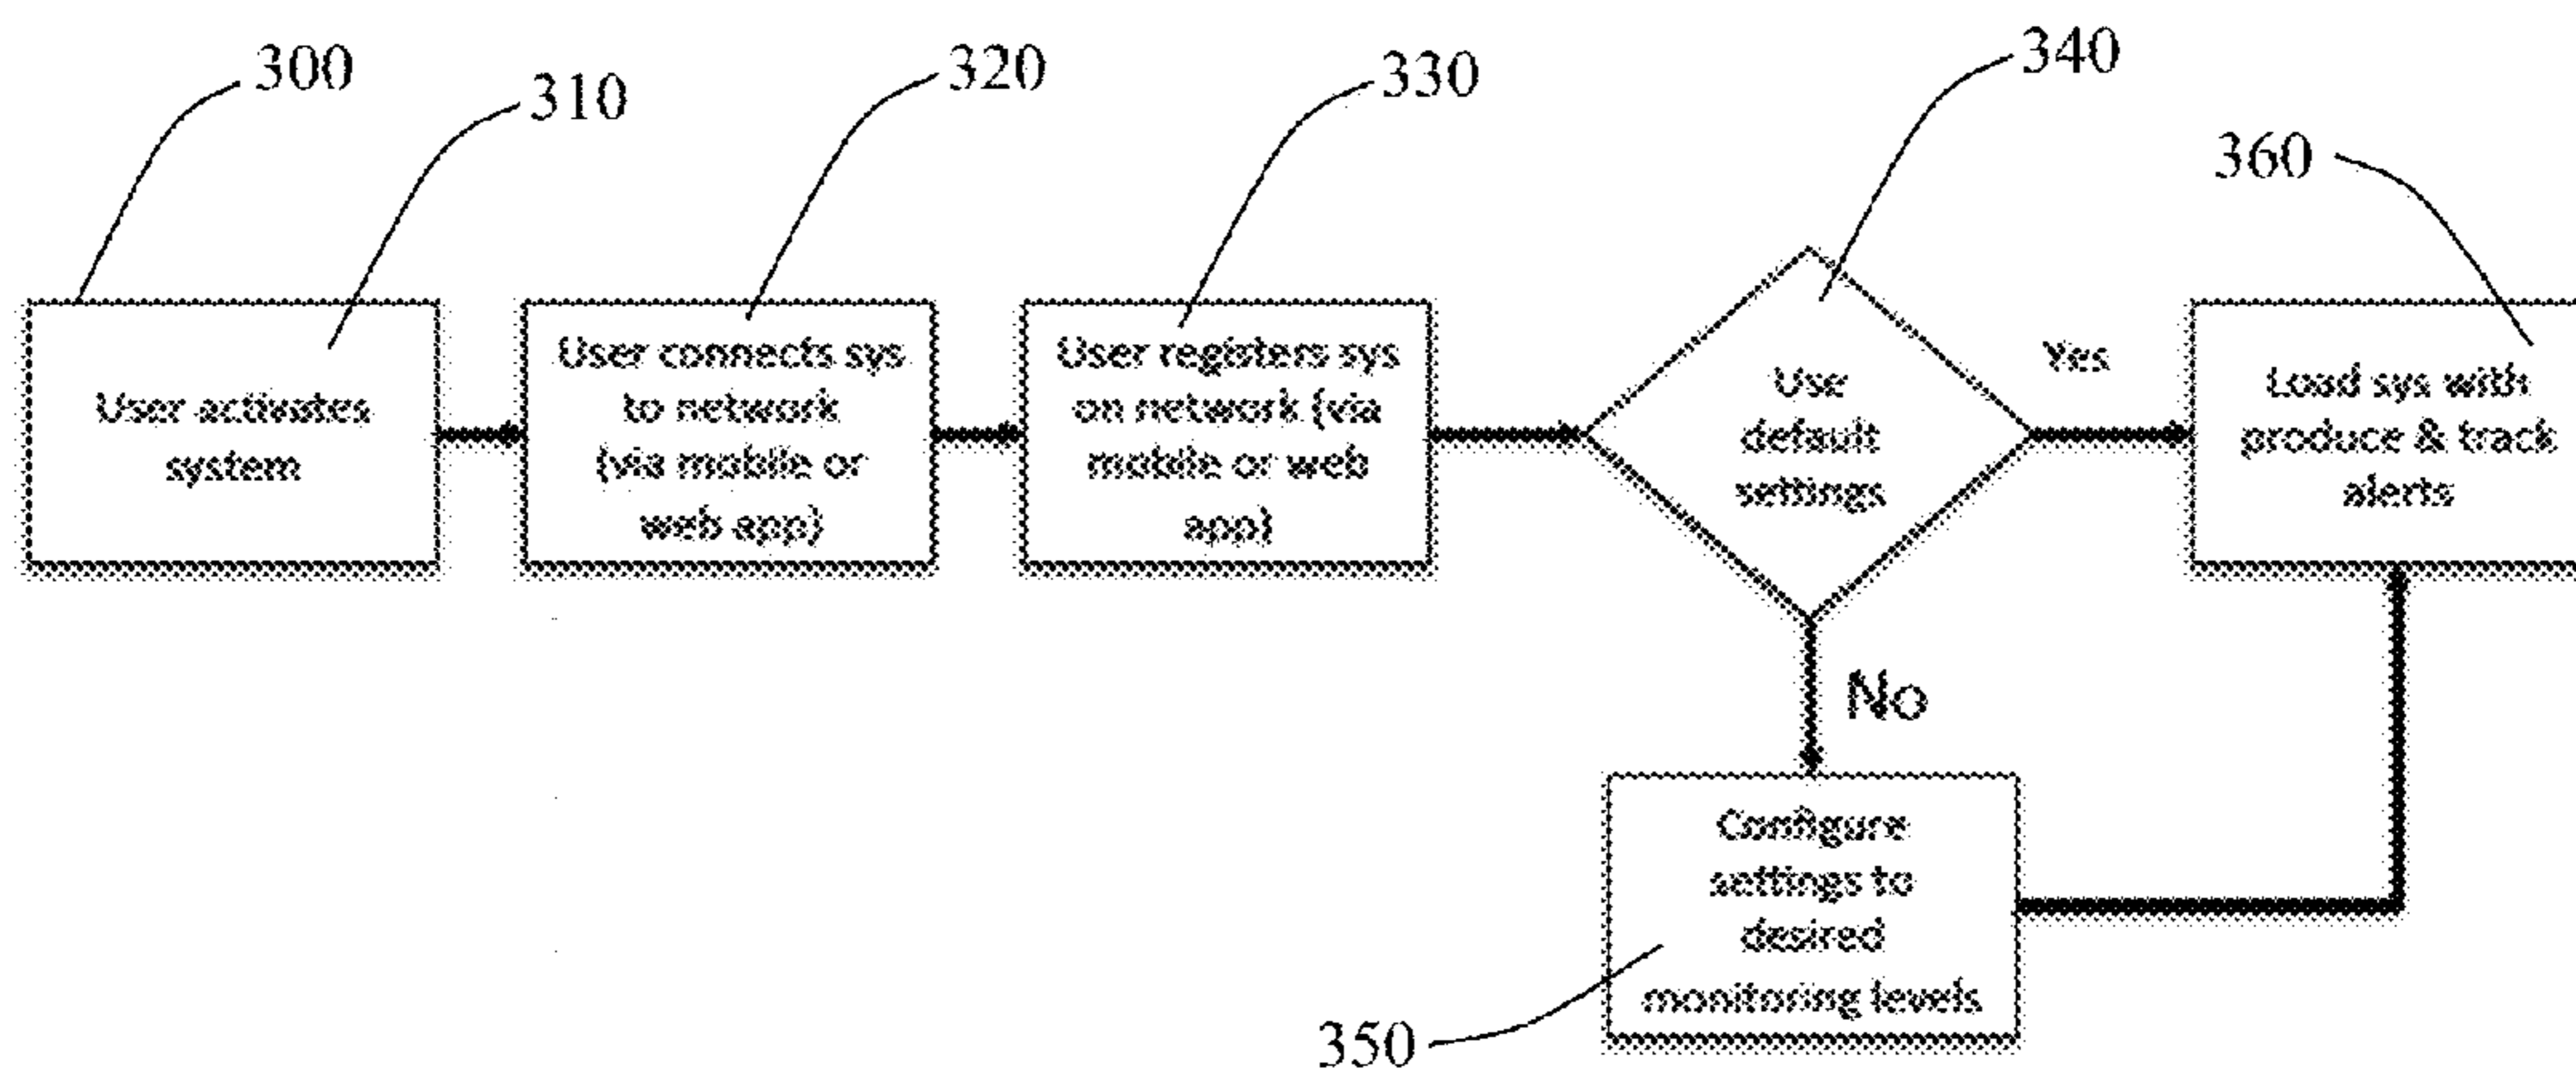 300
310
320
330
340
360
User activates
system
User connects sys
to network
(via mobile or
web app)
User registers sys
on network (via
mobile or web
app)
Use
default
settings
Yes
Load sys with
produce & track
alerts
No
Configure
settings to
desired
monitoring levels
350